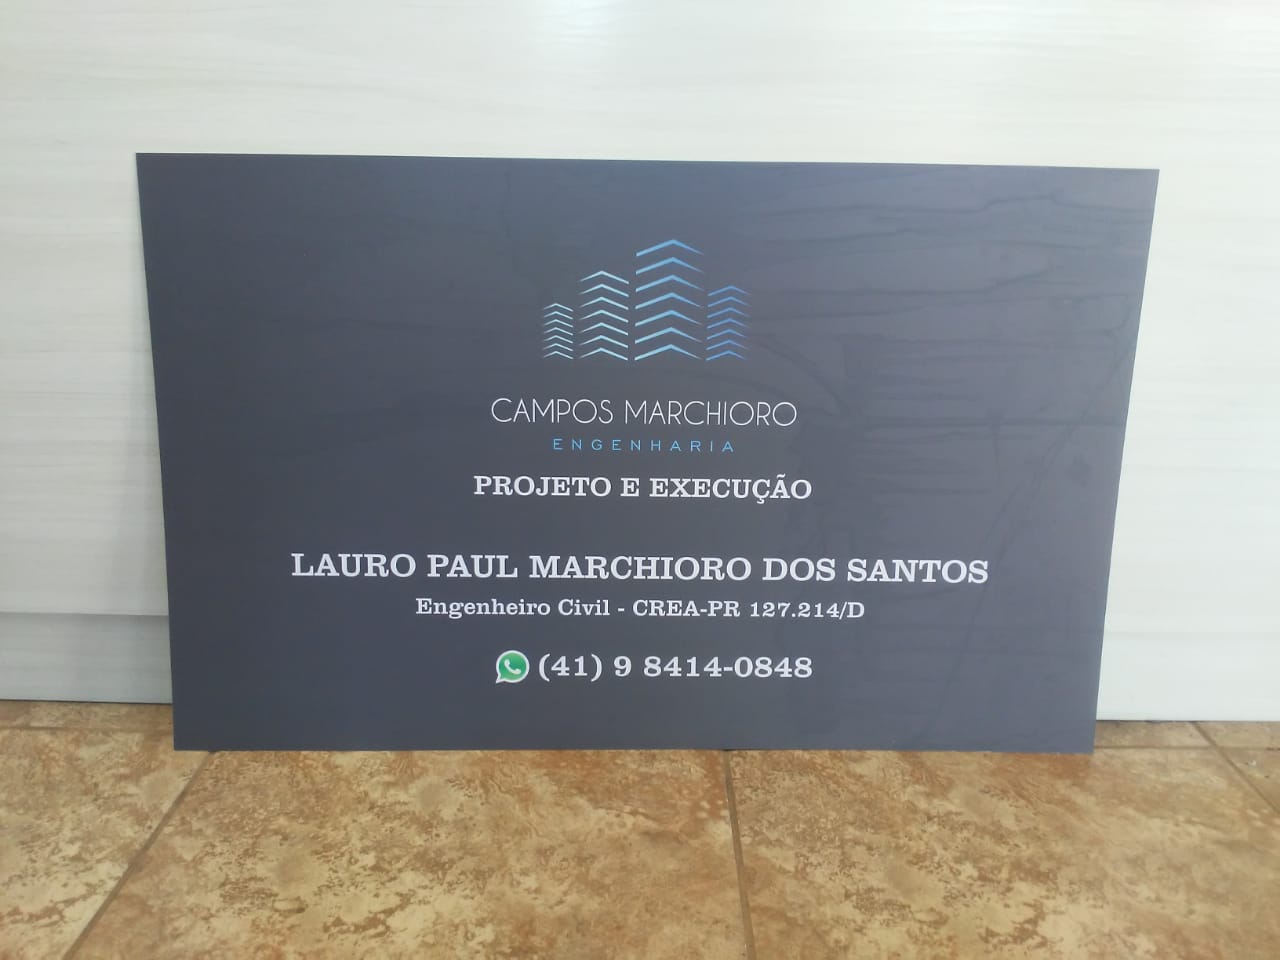 CAMPOS MARCHIORO
ENGENHARIA
PROJETO E EXECUÇÃO
LAURO PAUL MARCHIORO DOS SANTOS
Engenheiro Civil - CREA-PR 127.214/D
(41) 9 8414-0848